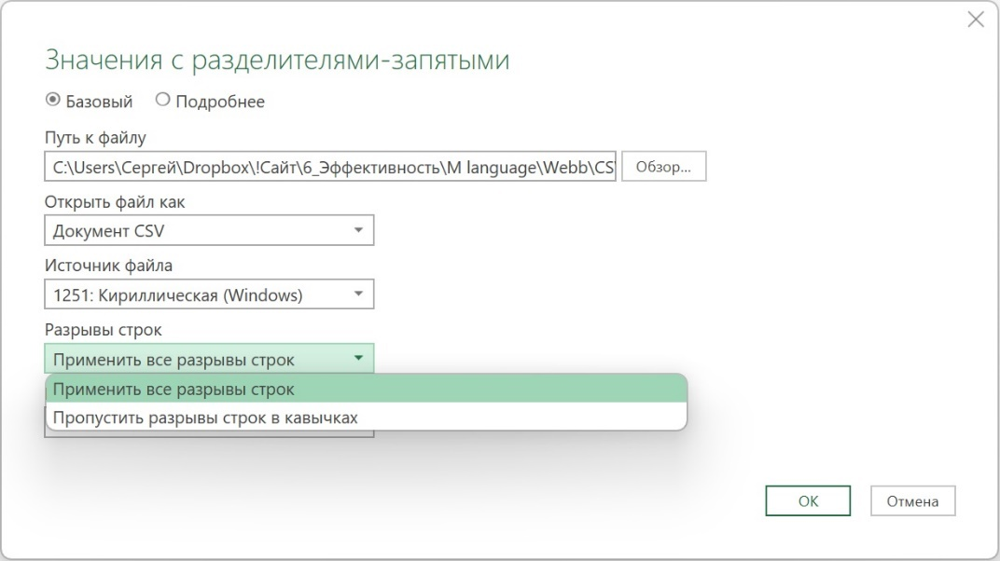 Значения с разделителями-запятыми
Базовый Подробнее
Путь к файлу
C:\Users\Сергей\Dropbox\!Сайт\6_Эффективность\M language\Webb\CS Обзор...
Открыть файл как
Документ CSV
Источник файла
1251: Кириллическая (Windows)
Разрывы строк
Применить все разрывы строк
Применить все разрывы строк
Пропустить разрывы строк в кавычках
ОК Отмена